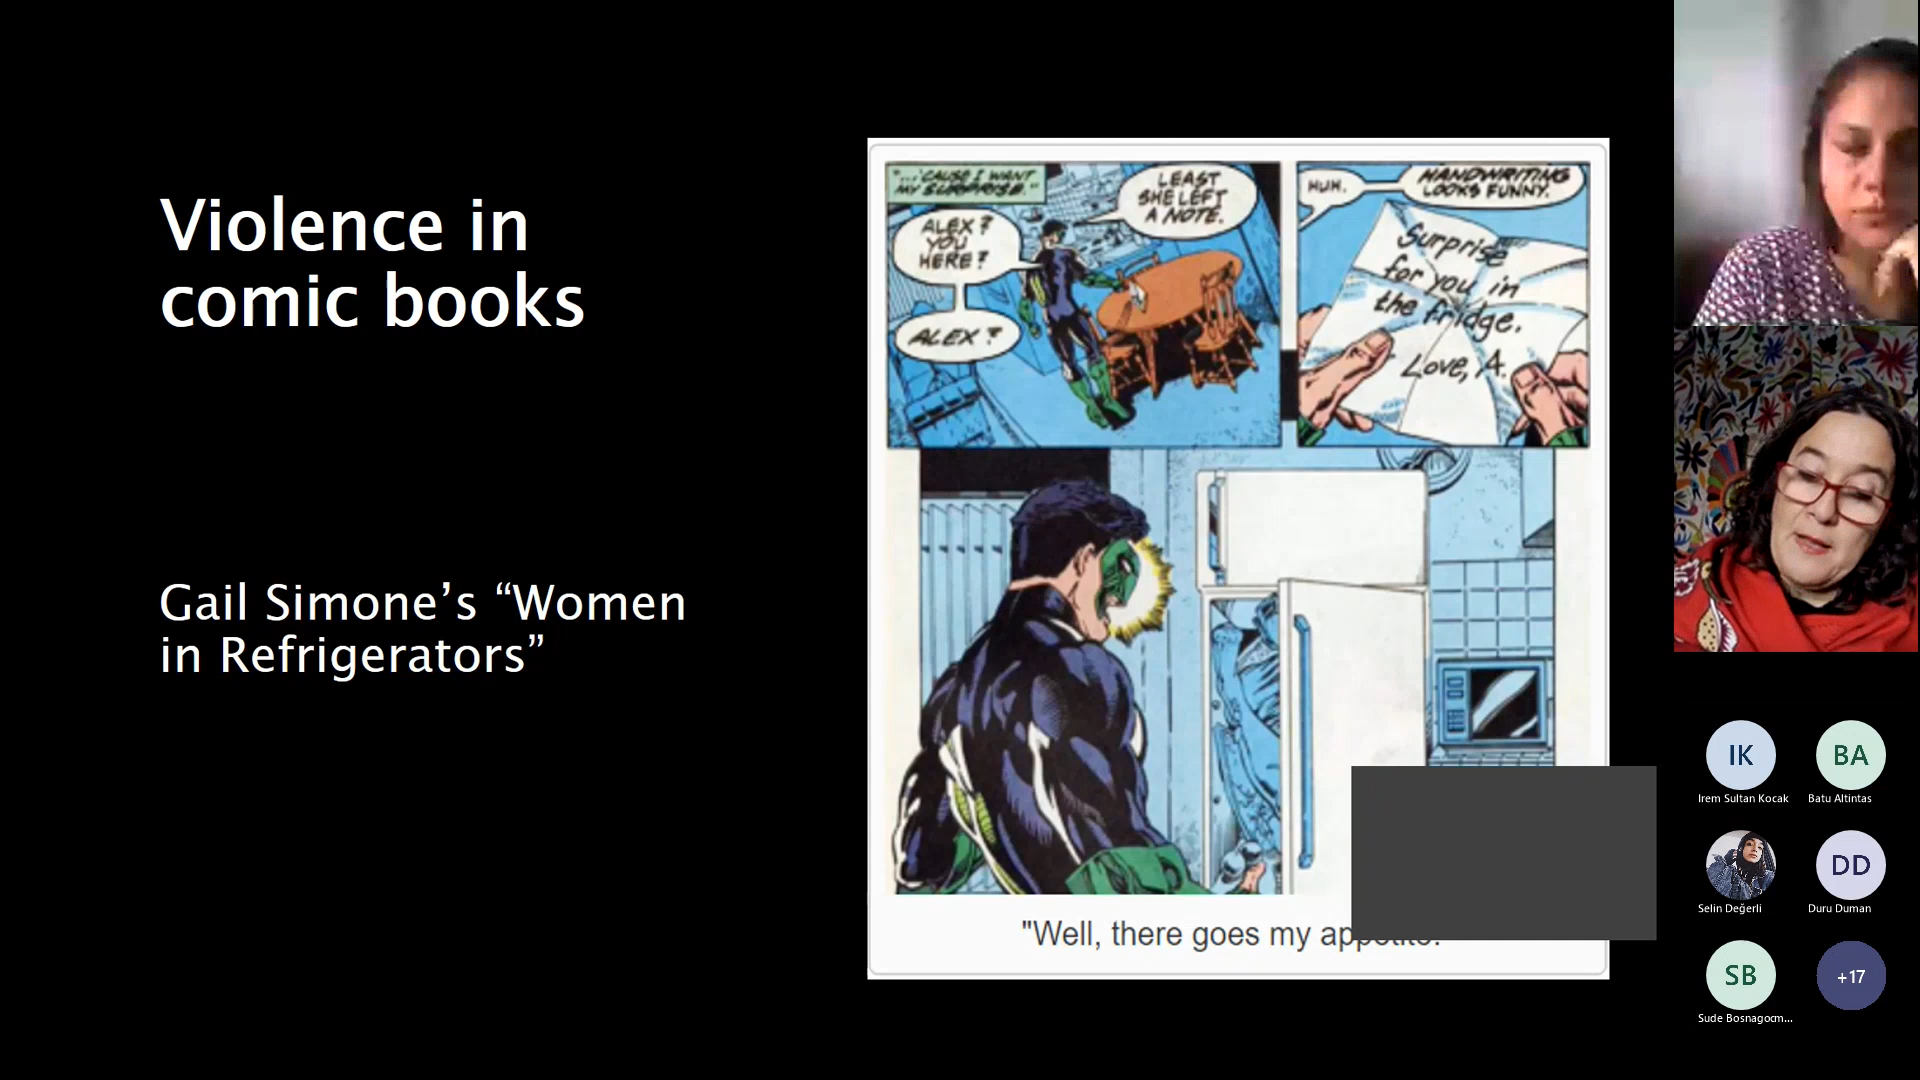 Violence in
comic books
Gail Simone’s “Women
in Refrigerators”
"...'CAUSE I WANT
MY SURPRISE."
LEAST
SHE LEFT
A NOTE.
ALEX?
YOU
HERE?
ALEX?
HUH.
HANDWRITING
LOOKS FUNNY.
Surprise
for you in
the fridge.
Love, A.
"Well, there goes my appetite.
IK
Irem Sultan Kocak
BA
Batu Altintas
Selin Değerli
DD
Duru Duman
SB
Sude Bosnagocm...
+17